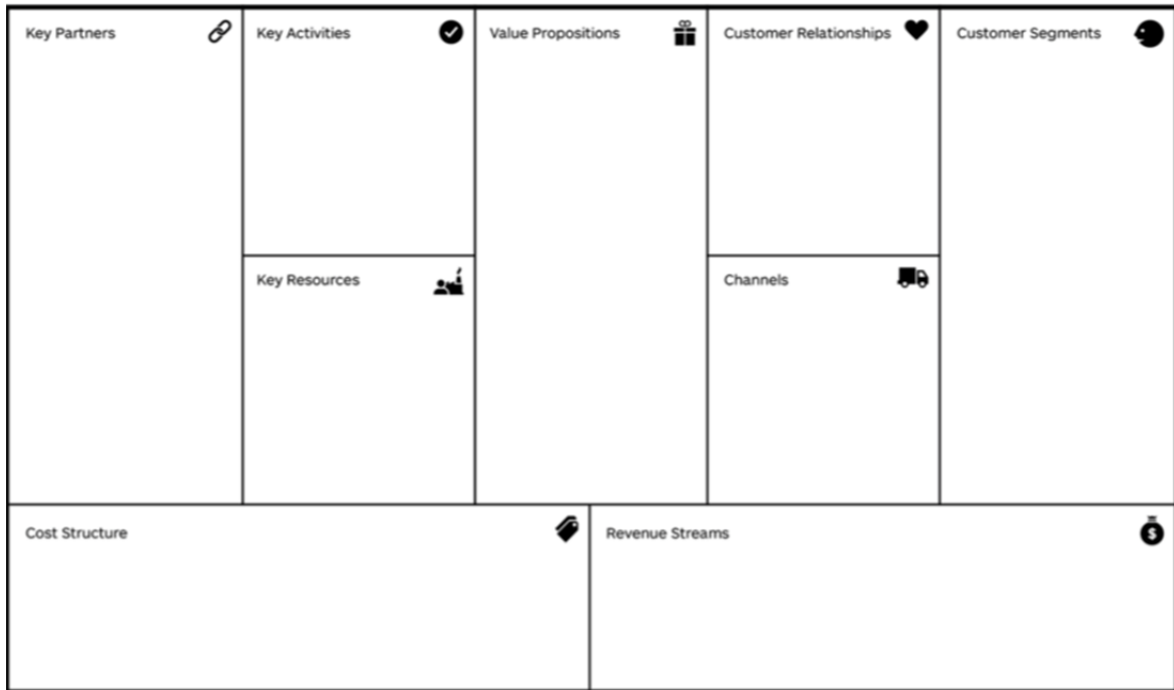 Key Partners
Key Activities
Value Propositions
Customer Relationships
Customer Segments
Key Resources
Channels
Cost Structure
Revenue Streams
$